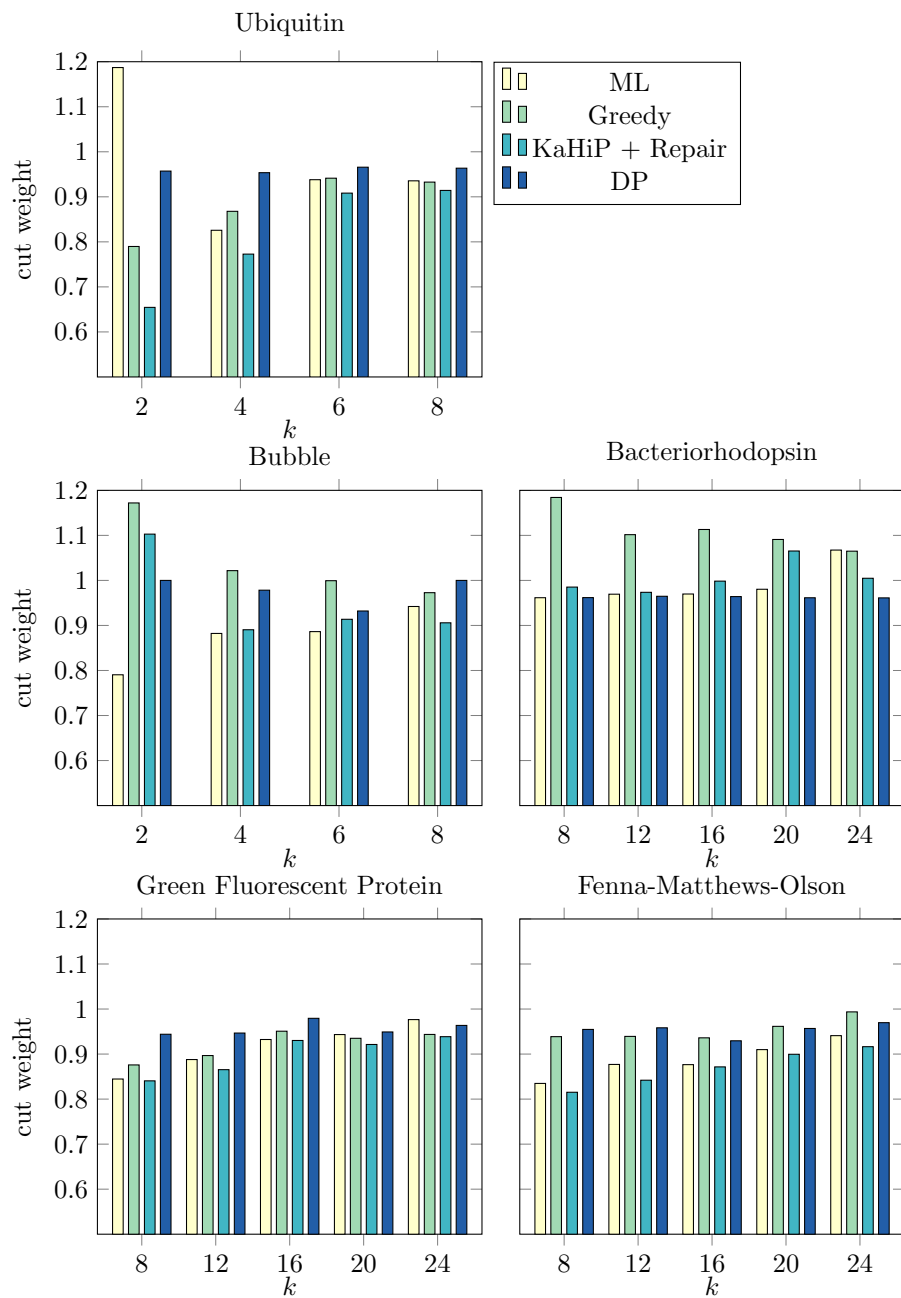 Ubiquitin
1.2
1.1
1
0.9
0.8
0.7
0.6
cut weight
2 4 6 8
k
ML
Greedy
KaHiP + Repair
DP
Bubble
1.2
1.1
1
0.9
0.8
0.7
0.6
cut weight
2 4 6 8
k
Bacteriorhodopsin
8 12 16 20 24
k
Green Fluorescent Protein
1.2
1.1
1
0.9
0.8
0.7
0.6
cut weight
8 12 16 20 24
k
Fenna-Matthews-Olson
8 12 16 20 24
k